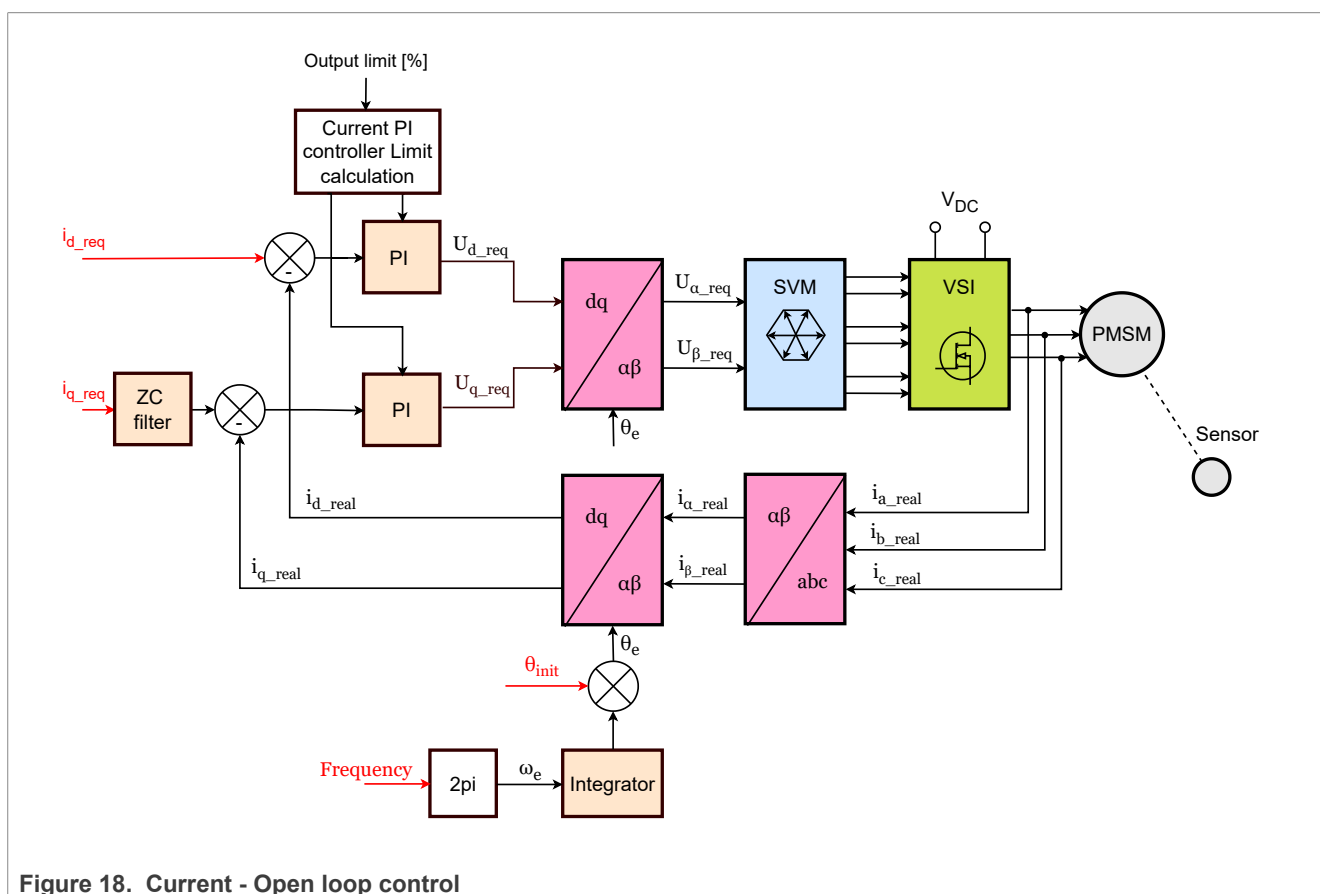 Output limit [%]
Current PI
controller Limit
calculation
V_DC
i_d_req
-
PI
U_d_req
dq
αβ
U_α_req
SVM
VSI
PMSM
U_β_req
i_q_req
ZC
filter
-
PI
U_q_req
θ_e
Sensor
i_d_real
dq
αβ
i_α_real
αβ
abc
i_a_real
i_b_real
i_q_real
i_β_real
i_c_real
θ_e
θ_init
Frequency
2pi
ω_e
Integrator
Figure 18. Current - Open loop control